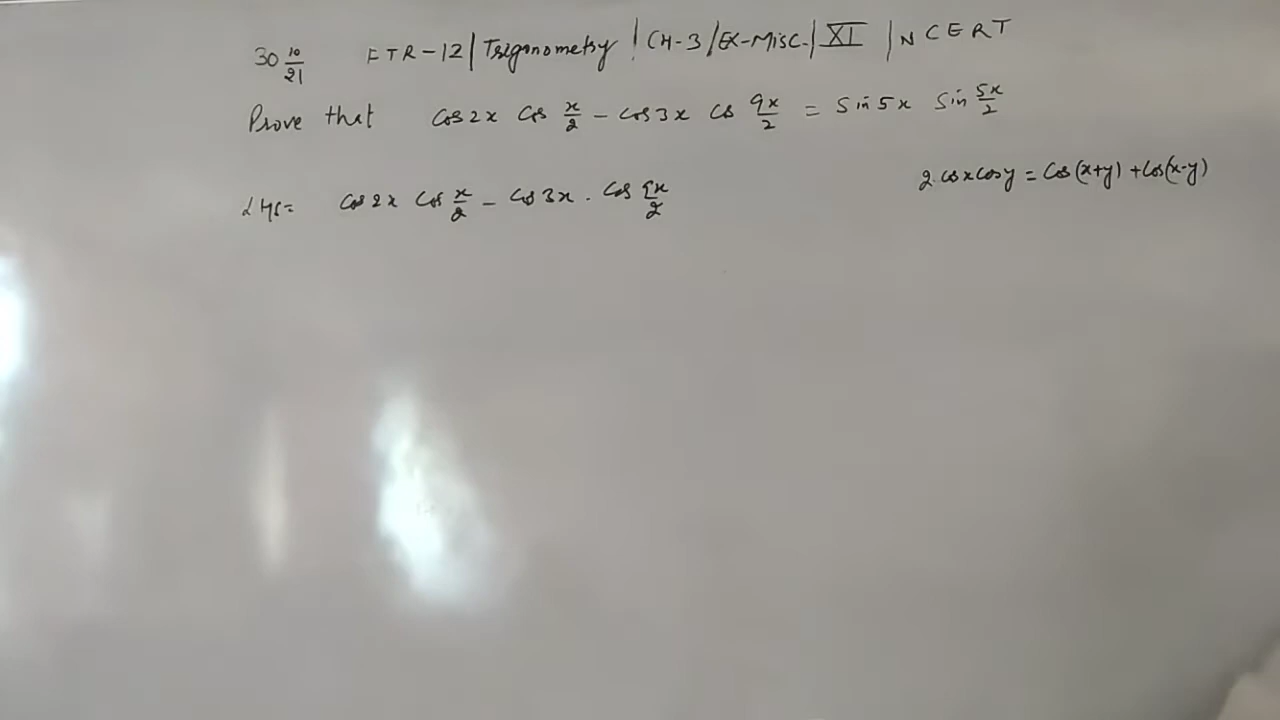 30 10/21 FTR-12 | Trigonometry | CH-3 / EX-Misc. | XI | NCERT
Prove that Cos 2x Cos x/2 - Cos 3x Cos 9x/2 = Sin 5x Sin 5x/2
2 cos x cos y = Cos (x+y) + Cos (x-y)
LHS = Cos 2x Cos x/2 - Cos 3x . Cos 9x/2